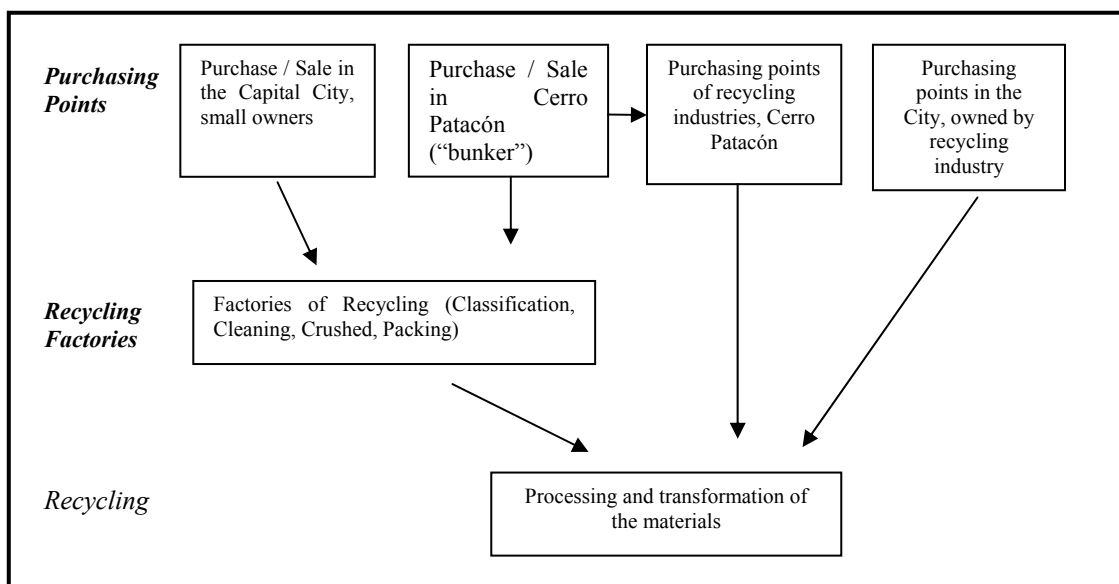 Purchasing
Points
Purchase / Sale in
the Capital City,
small owners
Purchase / Sale
in Cerro
Patacón
(“bunker”)
Purchasing points
of recycling
industries, Cerro
Patacón
Purchasing
points in the
City, owned by
recycling
industry
Recycling
Factories
Factories of Recycling (Classification,
Cleaning, Crushed, Packing)
Recycling
Processing and transformation of
the materials